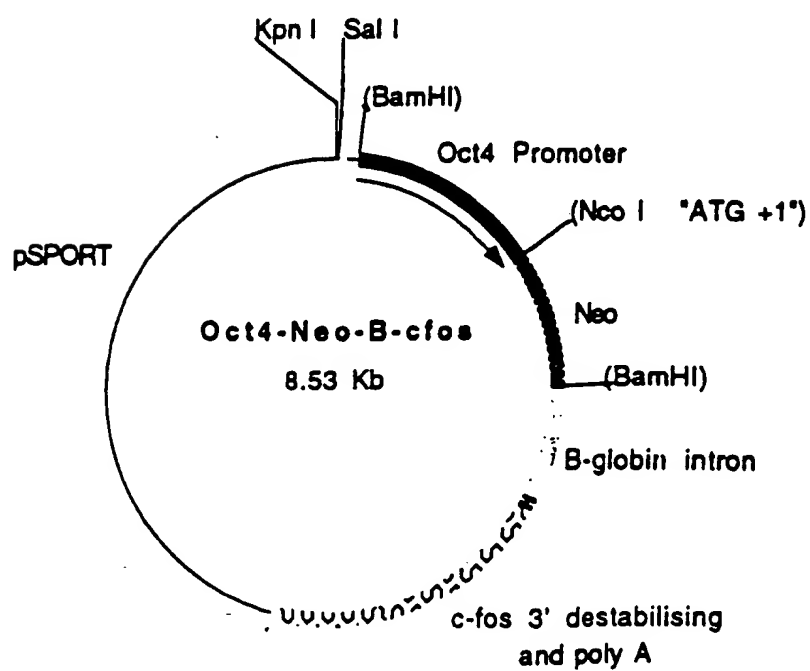 Kpn I Sal I
(BamHI)
Oct4 Promoter
(Nco I "ATG +1")
pSPORT
Neo
Oct4-Neo-B-cfos
8.53 Kb
(BamHI)
B-globin intron
c-fos 3' destabilising
and poly A